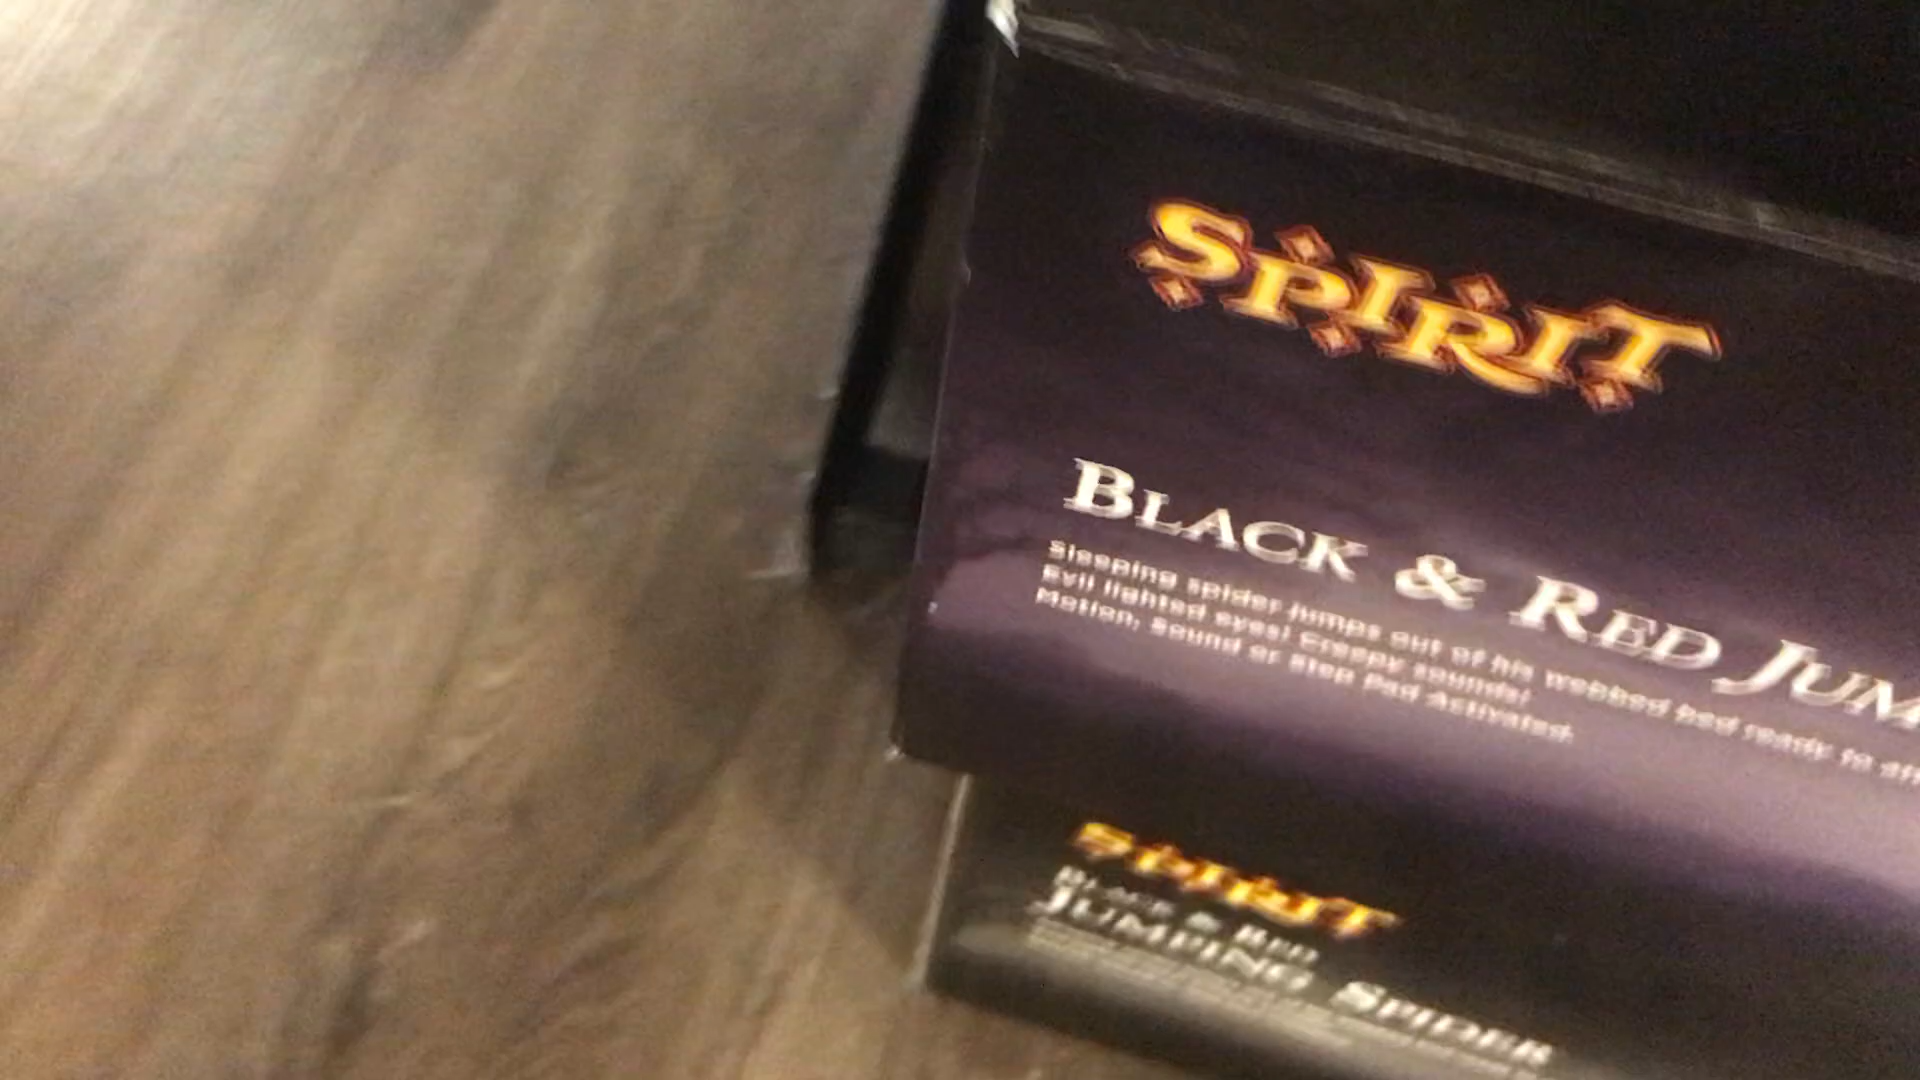 SPIRIT
BLACK & RED JUM
Sleeping spider jumps out of his webbed bed ready to att
Evil lighted eyes! Creepy sounds!
Motion, Sound or Step Pad Activated.
SPIRIT
BLACK & RED
JUMPING SPIDER